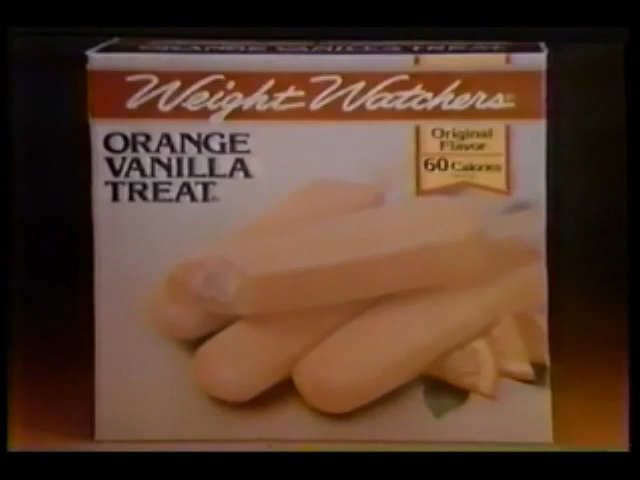 ORANGE VANILLA TREAT
Weight Watchers
ORANGE
VANILLA
TREAT
Original
Flavor
60 Calories